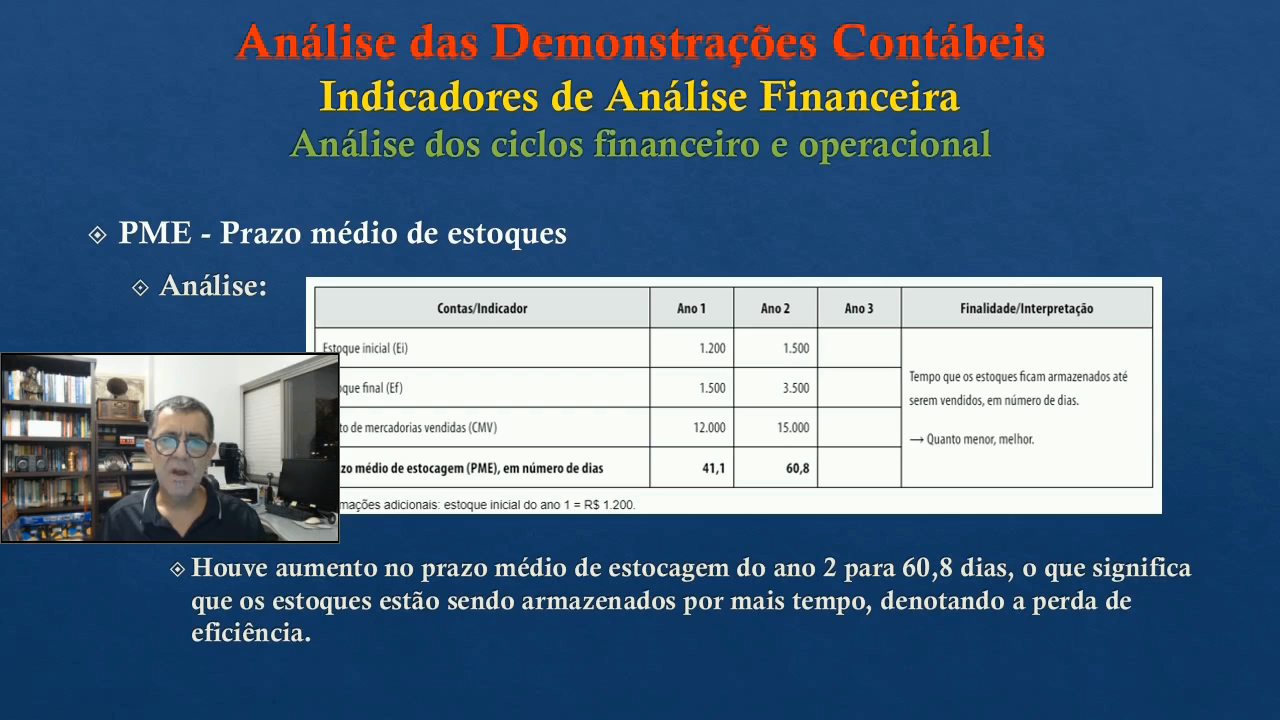 Análise das Demonstrações Contábeis
Indicadores de Análise Financeira
Análise dos ciclos financeiro e operacional
PME - Prazo médio de estoques
Análise:
Contas/Indicador Ano 1 Ano 2 Ano 3 Finalidade/Interpretação
Estoque inicial (Ei) 1.200 1.500
oque final (Ef) 1.500 3.500
to de mercadorias vendidas (CMV) 12.000 15.000
zo médio de estocagem (PME), em número de dias 41,1 60,8
Tempo que os estoques ficam armazenados até
serem vendidos, em número de dias.
→ Quanto menor, melhor.
mações adicionais: estoque inicial do ano 1 = R$ 1.200.
Houve aumento no prazo médio de estocagem do ano 2 para 60,8 dias, o que significa
que os estoques estão sendo armazenados por mais tempo, denotando a perda de
eficiência.